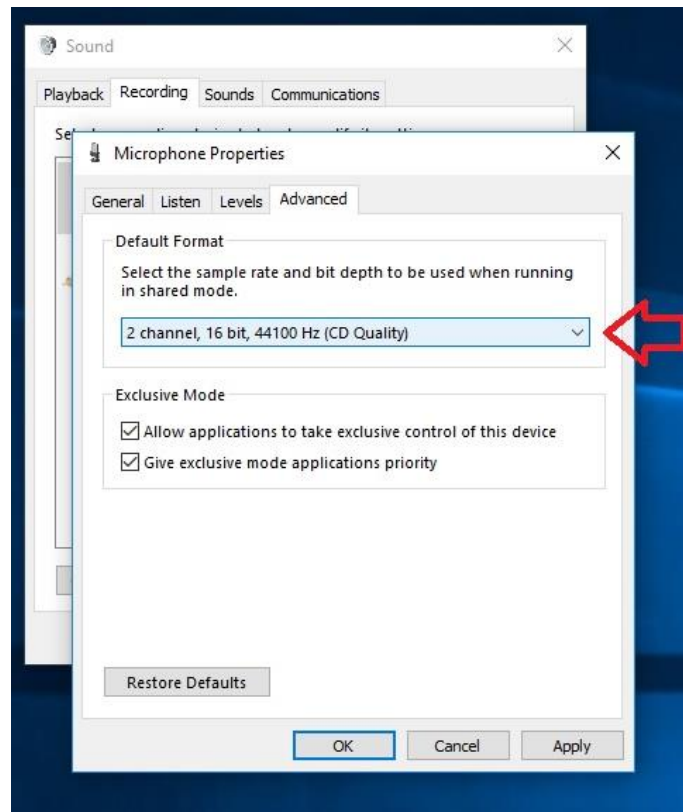 Sound
Playback Recording Sounds Communications
Se
Microphone Properties
General Listen Levels Advanced
Default Format
Select the sample rate and bit depth to be used when running
in shared mode.
2 channel, 16 bit, 44100 Hz (CD Quality)
Exclusive Mode
Allow applications to take exclusive control of this device
Give exclusive mode applications priority
Restore Defaults
OK Cancel Apply